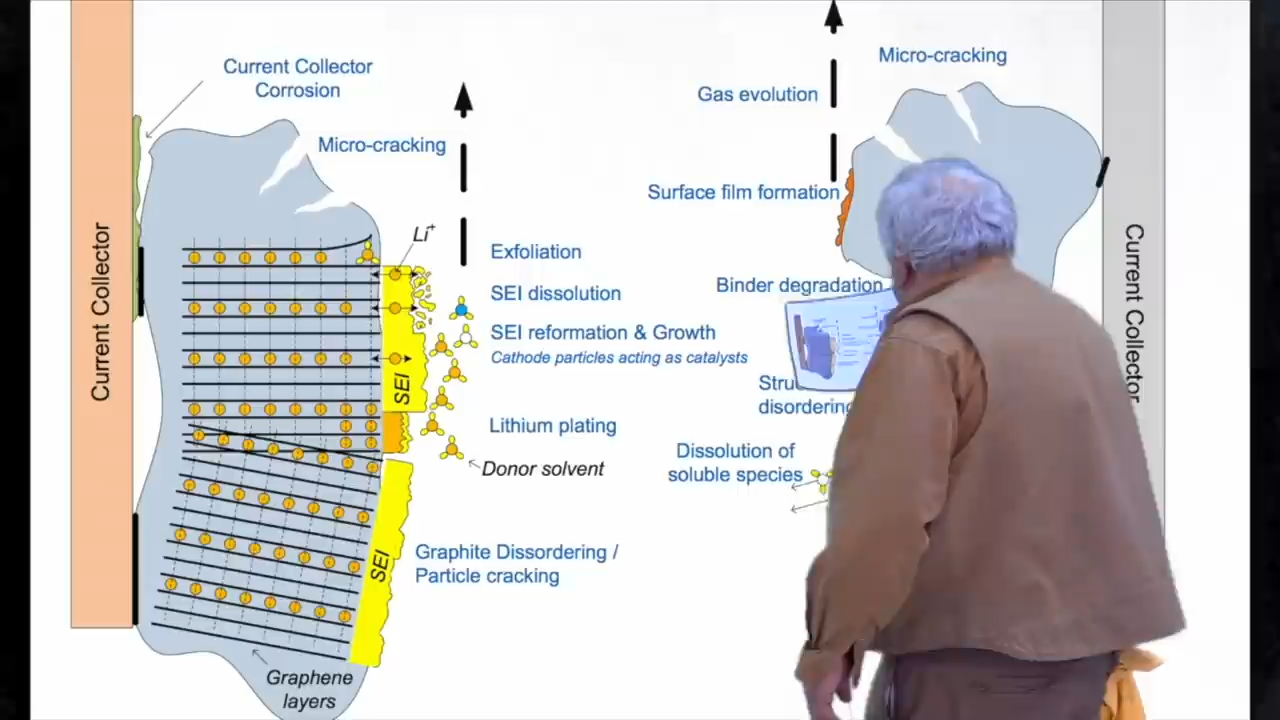 Current Collector
Corrosion
Micro-cracking
Current Collector
Li+
Exfoliation
SEI dissolution
SEI reformation & Growth
Cathode particles acting as catalysts
SEI
Lithium plating
Donor solvent
SEI
Graphite Dissordering /
Particle cracking
Graphene
layers
Micro-cracking
Gas evolution
Surface film formation
Binder degradation
disordering
Dissolution of
soluble species
Current Collector